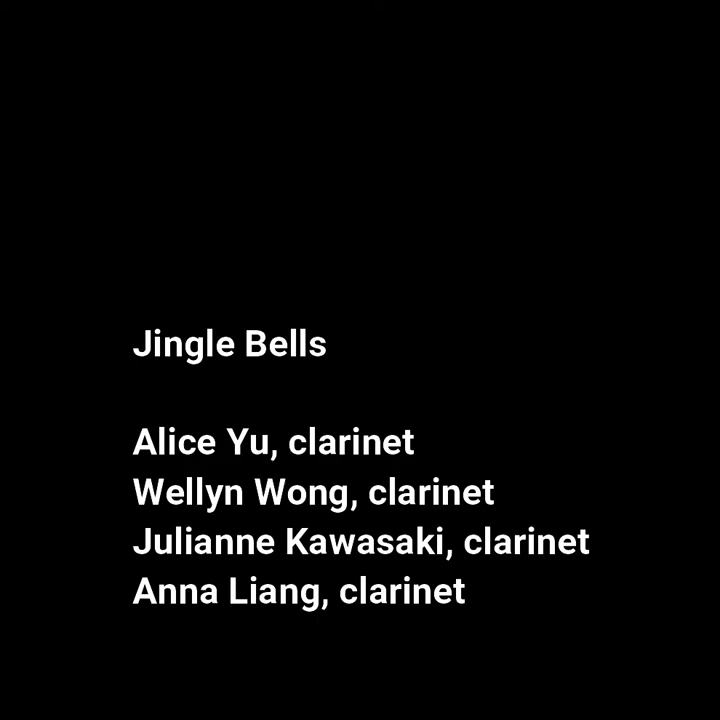 Jingle Bells
Alice Yu, clarinet
Wellyn Wong, clarinet
Julianne Kawasaki, clarinet
Anna Liang, clarinet